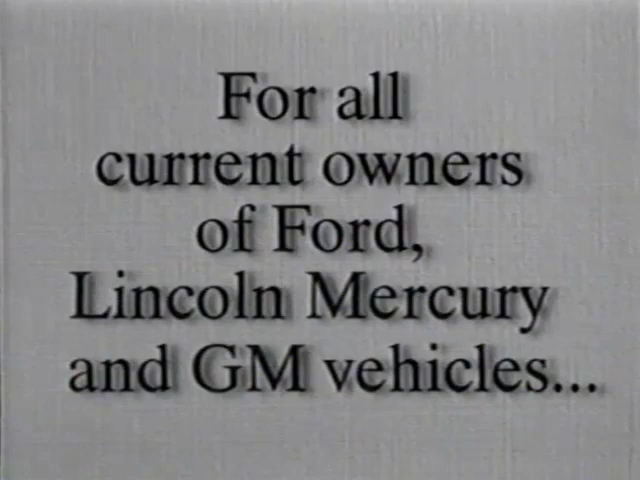 For all
current owners
of Ford,
Lincoln Mercury
and GM vehicles...